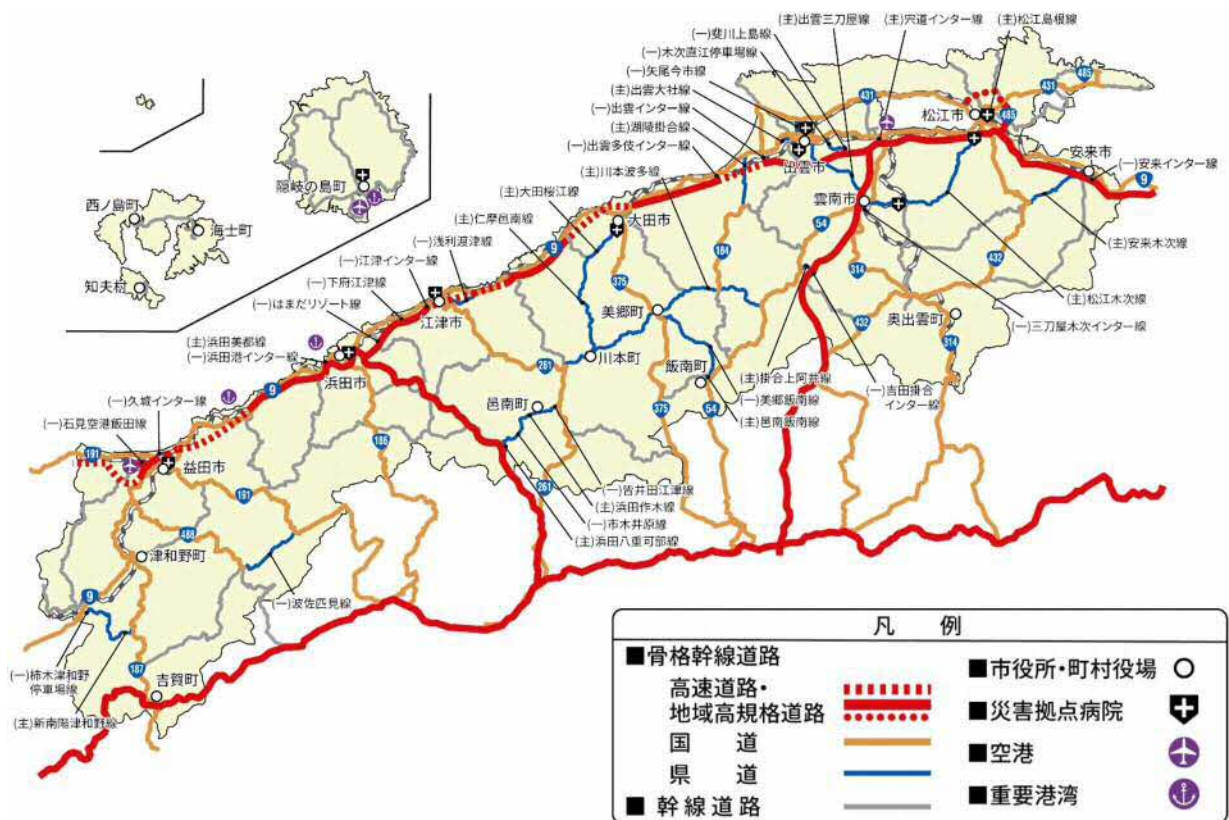 (主)出雲三刀屋線
(主)宍道インター線
(主)松江島根線
(一)斐川上島線
(一)木次直江停車場線
(一)矢尾今市線
(主)出雲大社線
(一)出雲インター線
(主)湖陵掛合線
(一)出雲多伎インター線
(主)川本波多線
431
431
485
485
松江市
安来市
(一)安来インター線
9
出雲市
雲南市
隠岐の島町
西ノ島町
海士町
知夫村
(主)大田桜江線
(主)仁摩邑南線
(一)浅利渡津線
(一)江津インター線
(一)下府江津線
(一)はまだリゾート線
大田市
9
184
54
314
432
(主)安来木次線
(主)松江木次線
(一)三刀屋木次インター線
375
美郷町
奥出雲町
432
314
江津市
(主)浜田美都線
(一)浜田港インター線
浜田市
川本町
261
飯南町
(主)掛合上阿井線
(一)吉田掛合
インター線
(一)美郷飯南線
(主)邑南飯南線
邑南町
375
54
9
(一)久城インター線
(一)石見空港飯田線
191
益田市
186
191
261
(一)皆井田江津線
(主)浜田作木線
(一)市木井原線
(主)浜田八重可部線
488
津和野町
(一)波佐匹見線
9
187
(一)柿木津和野
停車場線
吉賀町
(主)新南陽津和野線
凡 例
■骨格幹線道路
高速道路・
地域高規格道路
国 道
県 道
■幹線道路
■市役所・町村役場
■災害拠点病院
■空港
■重要港湾